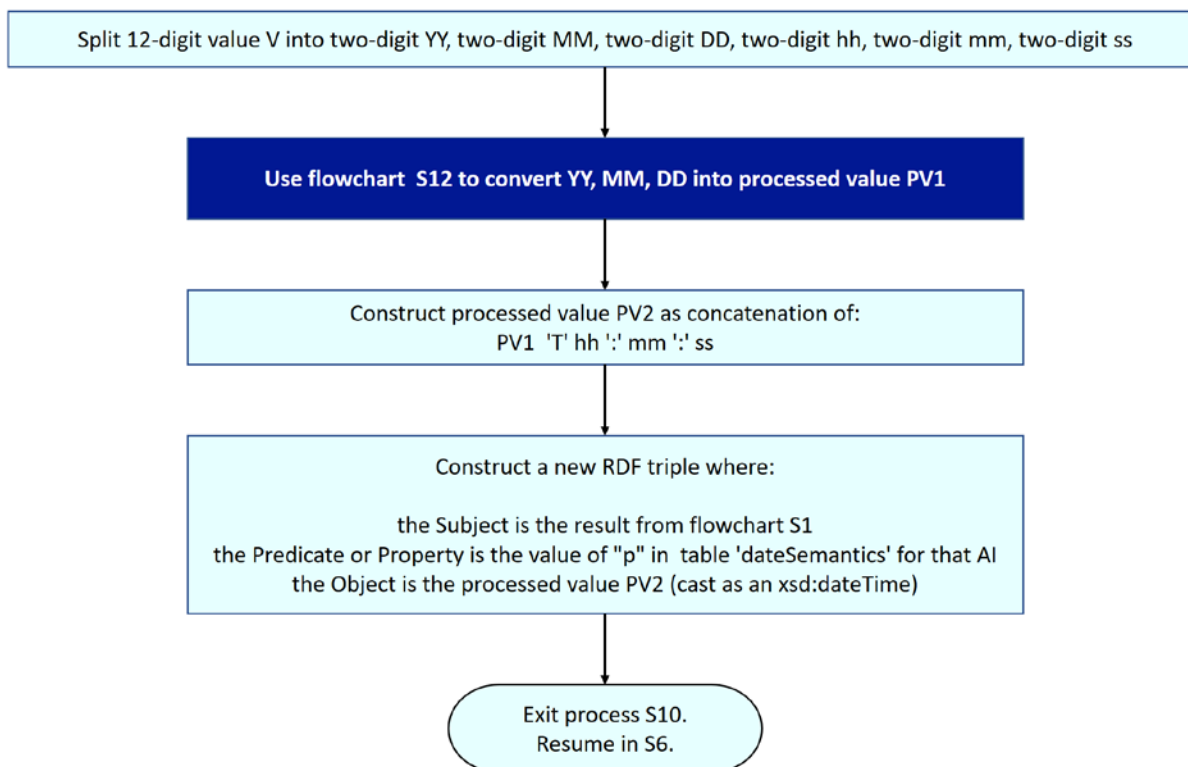 Split 12-digit value V into two-digit YY, two-digit MM, two-digit DD, two-digit hh, two-digit mm, two-digit ss
Use flowchart S12 to convert YY, MM, DD into processed value PV1
Construct processed value PV2 as concatenation of:
PV1 'T' hh ':' mm ':' ss
Construct a new RDF triple where:
the Subject is the result from flowchart S1
the Predicate or Property is the value of "p" in table 'dateSemantics' for that AI
the Object is the processed value PV2 (cast as an xsd:dateTime)
Exit process S10.
Resume in S6.